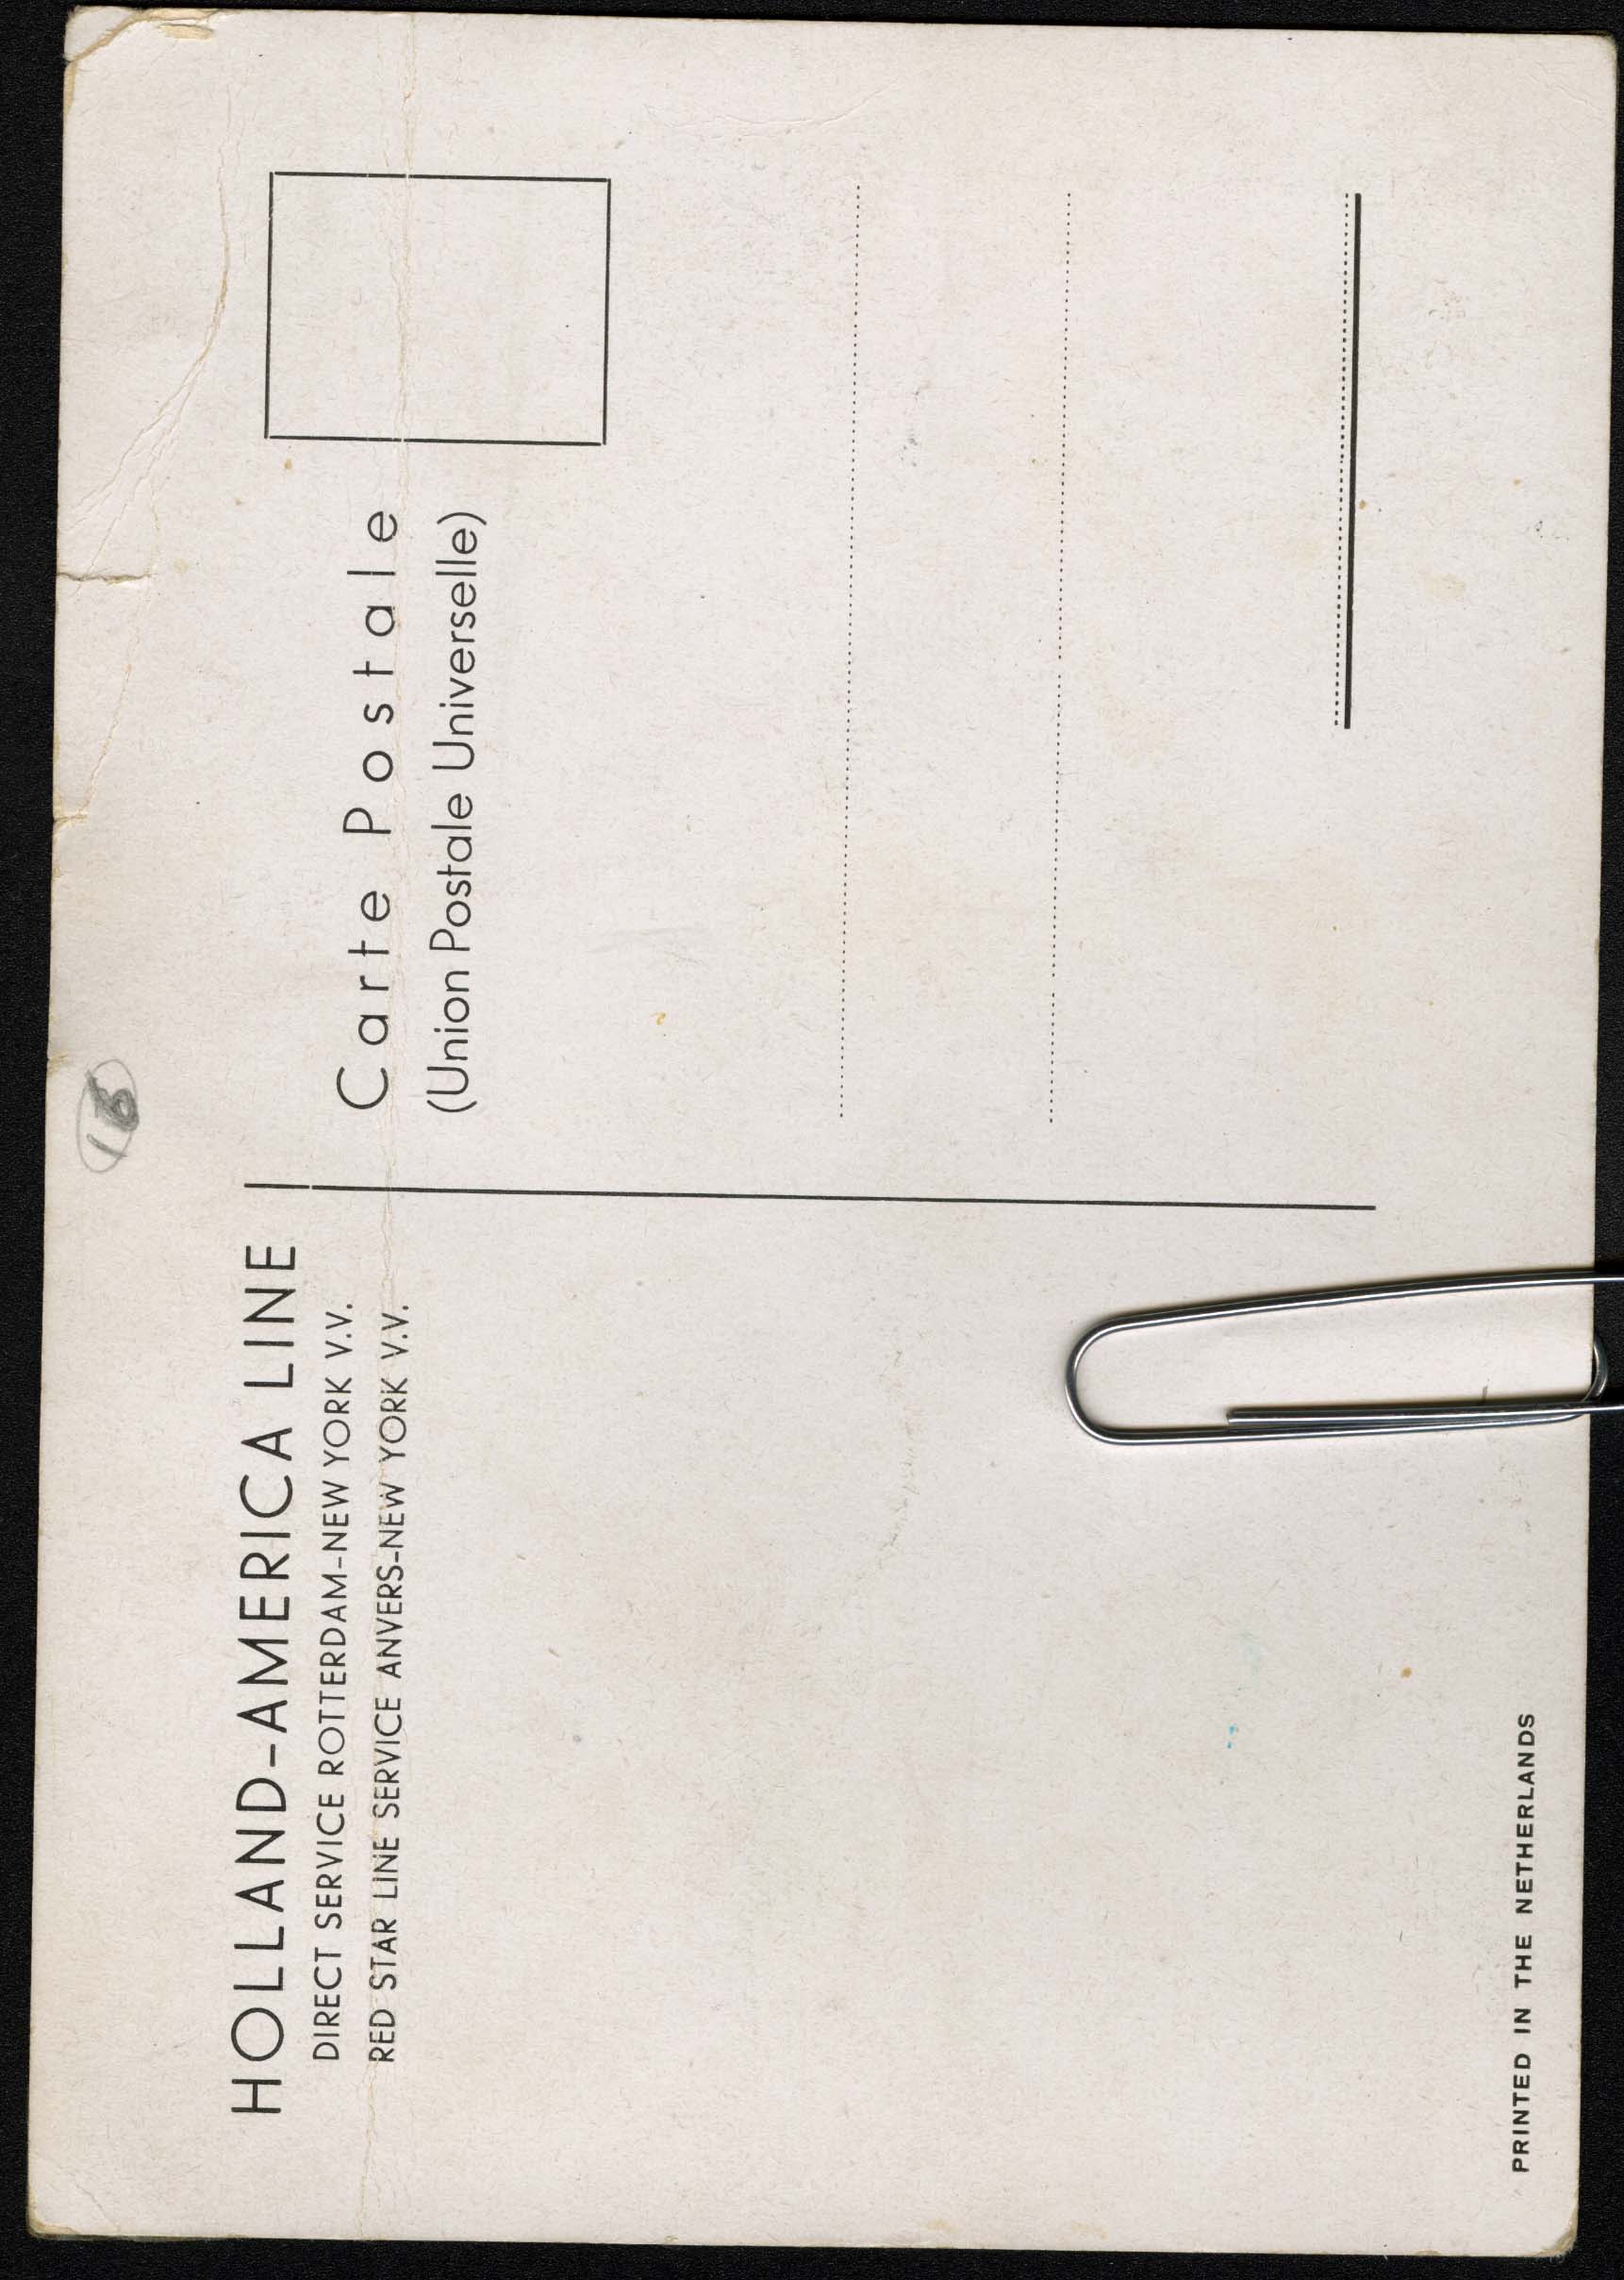 HOLLAND-AMERICA LINE
DIRECT SERVICE ROTTERDAM-NEW YORK V.V.
RED STAR LINE SERVICE ANVERS-NEW YORK V.V.
Carte Postale
(Union Postale Universelle)
PRINTED IN THE NETHERLANDS